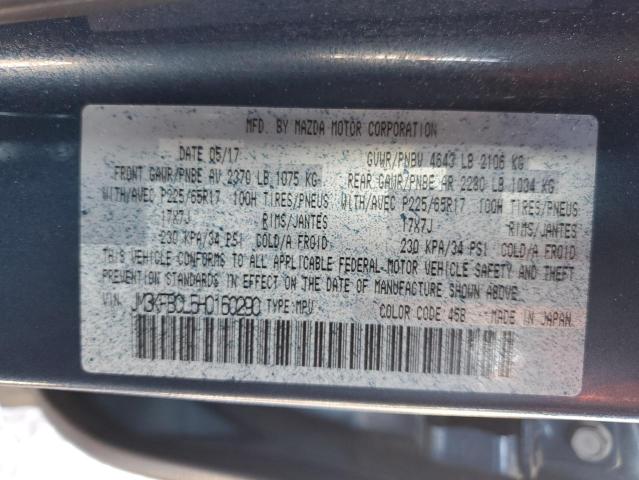 MFD. BY MAZDA MOTOR CORPORATION
DATE 05/17 GVWR/PNBV 4643 LB 2106 KG
FRONT GAWR/PNBE AV 2370 LB 1075 KG REAR GAWR/PNBE AR 2280 LB 1034 KG
WITH/AVEC P225/65R17 100H TIRES/PNEUS WITH/AVEC P225/65R17 100H TIRES/PNEUS
17X7J RIMS/JANTES 17X7J RIMS/JANTES
230 KPA/34 PSI COLD/A FROID 230 KPA/34 PSI COLD/A FROID
THIS VEHICLE CONFORMS TO ALL APPLICABLE FEDERAL-MOTOR VEHICLE SAFETY AND THEFT
PREVENTION STANDARDS IN EFFECT ON THE DATE OF MANUFACTURE SHOWN ABOVE.
VIN: JM3KFBCL5H0160290 TYPE:MPV COLOR CODE: 45B MADE IN JAPAN